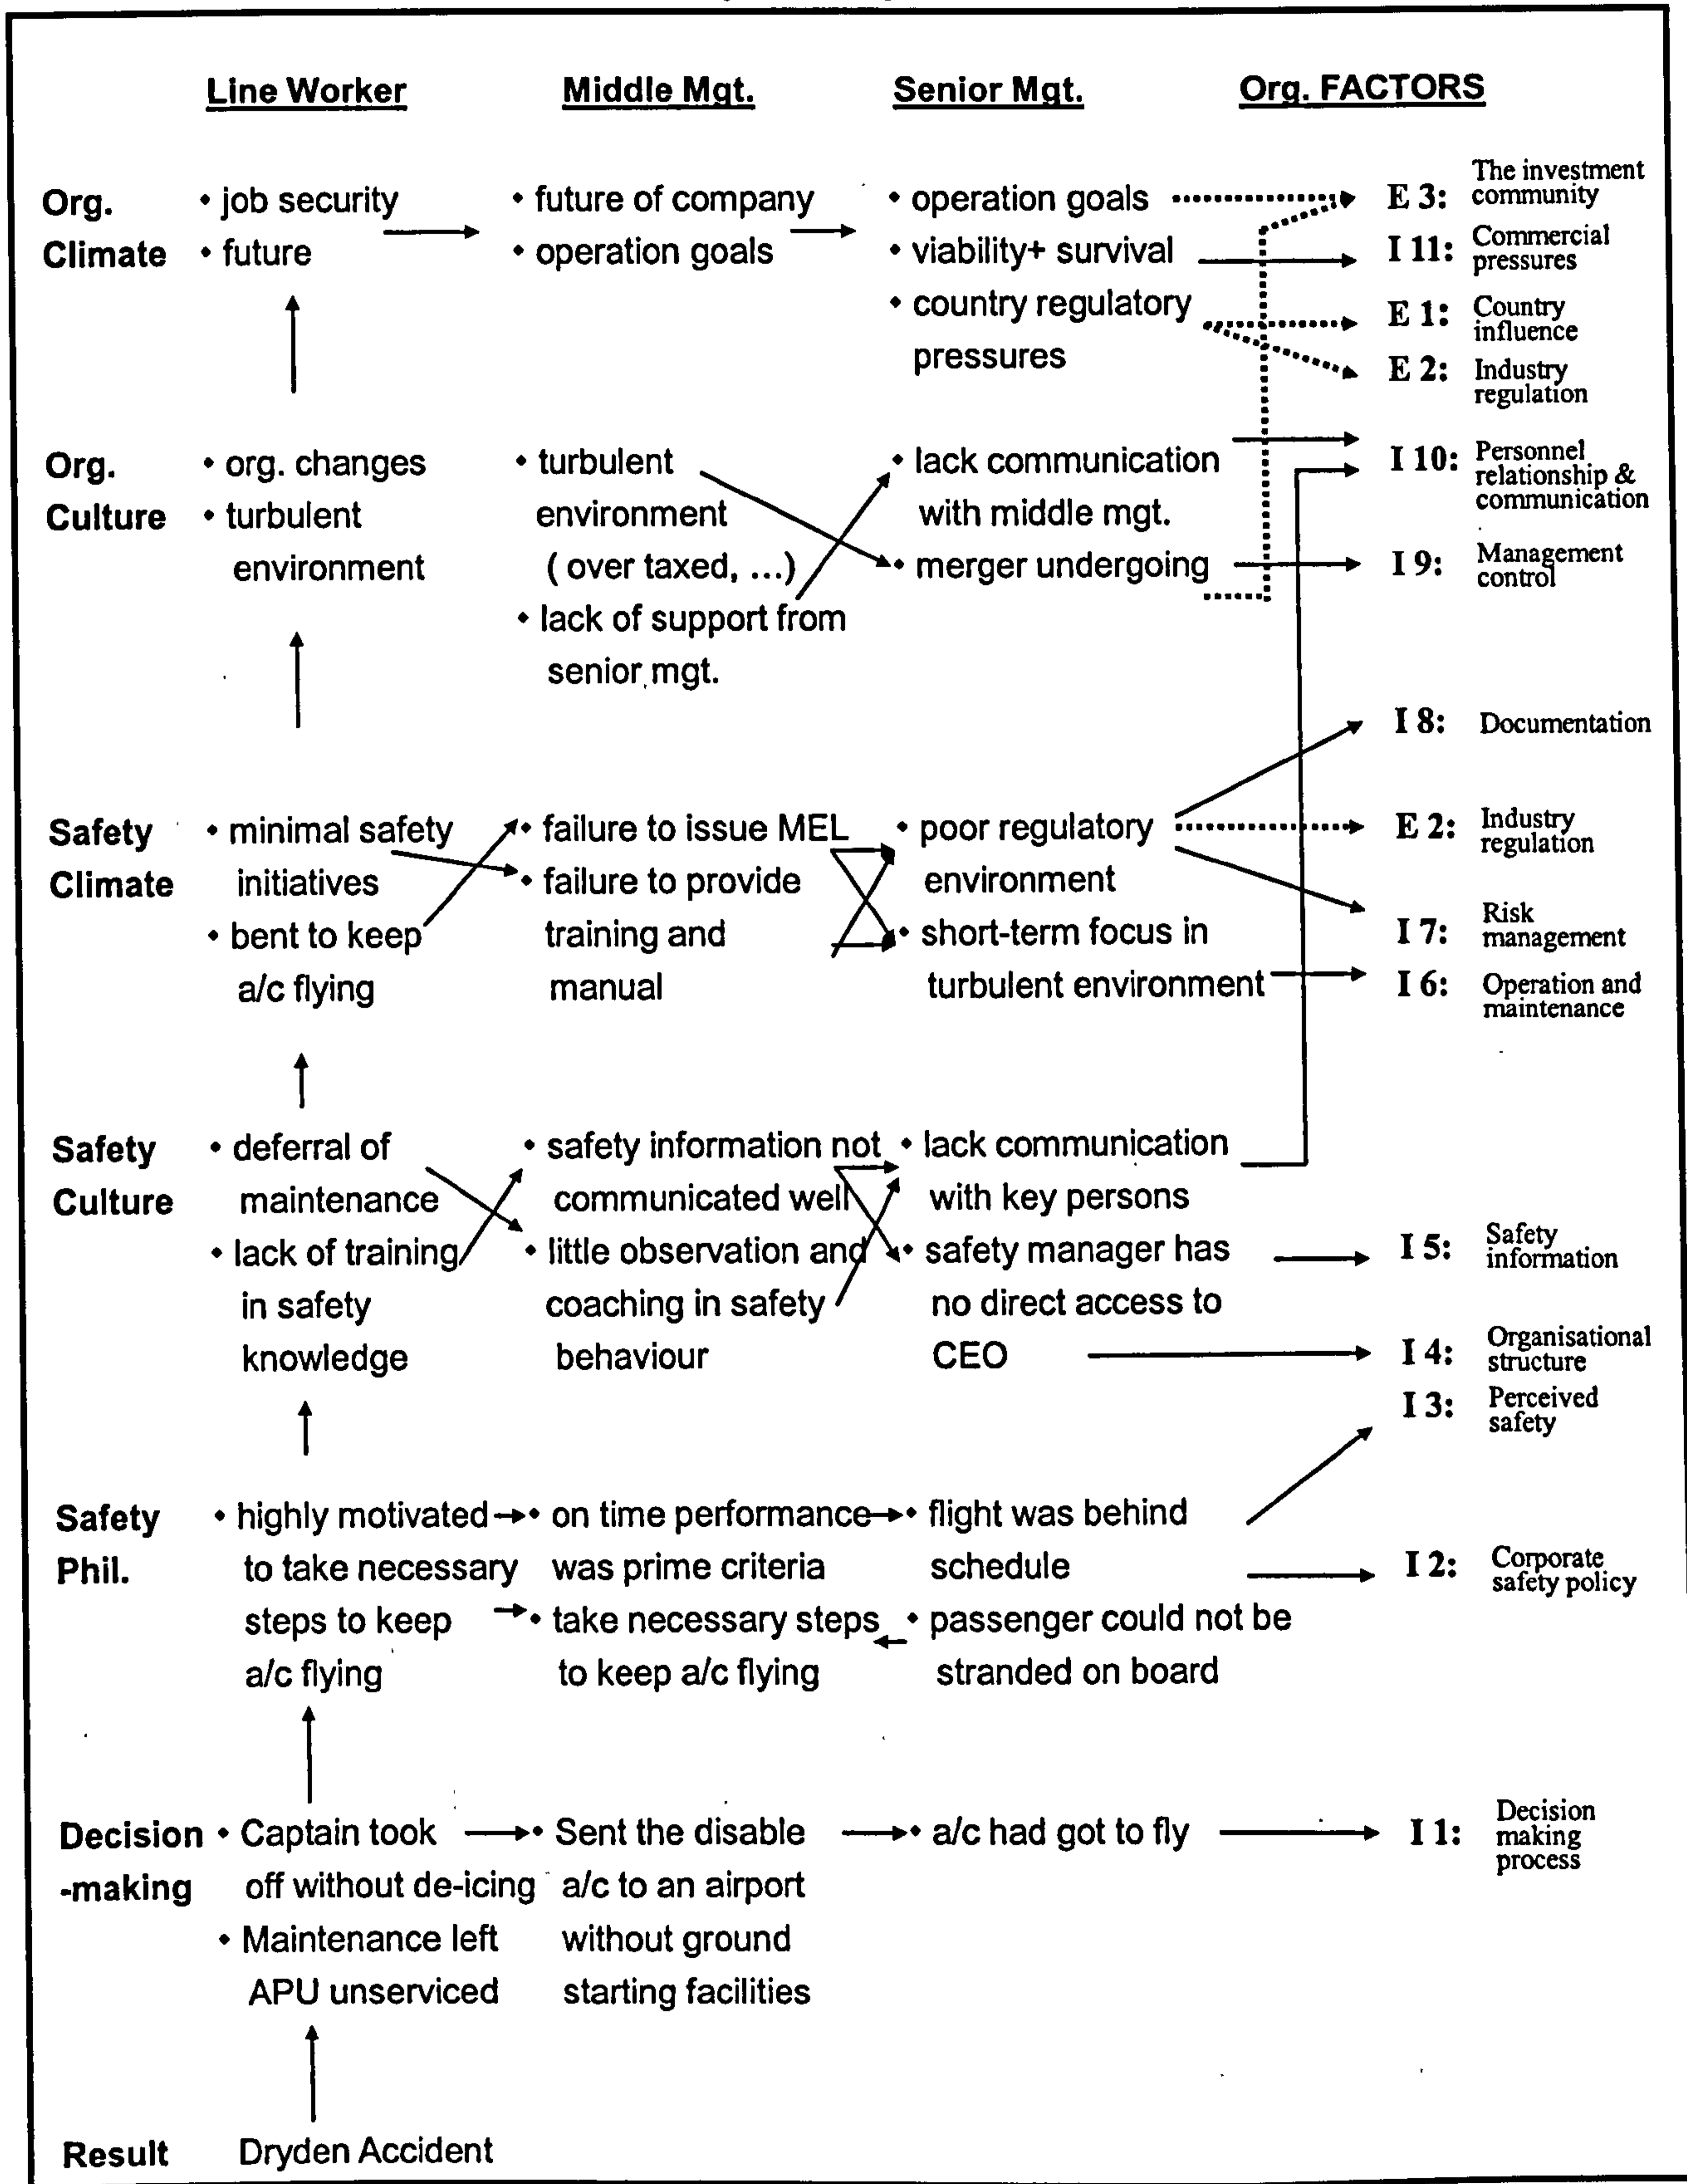 Line Worker
Middle Mgt.
Senior Mgt.
Org. FACTORS
Org.
Climate
• job security
• future
• future of company
• operation goals
• operation goals
• viability+ survival
• country regulatory
pressures
E 3: The investment
community
I 11: Commercial
pressures
E 1: Country
influence
E 2: Industry
regulation
Org.
Culture
• org. changes
• turbulent
environment
• turbulent
environment
( over taxed, ...)
• lack of support from
senior mgt.
• lack communication
with middle mgt.
• merger undergoing
I 10: Personnel
relationship &
communication
I 9: Management
control
Safety
Climate
• minimal safety
initiatives
• bent to keep
a/c flying
• failure to issue MEL
• failure to provide
training and
manual
• poor regulatory
environment
• short-term focus in
turbulent environment
I 8: Documentation
E 2: Industry
regulation
I 7: Risk
management
I 6: Operation and
maintenance
Safety
Culture
• deferral of
maintenance
• lack of training
in safety
knowledge
• safety information not
communicated well
• little observation and
coaching in safety
behaviour
• lack communication
with key persons
• safety manager has
no direct access to
CEO
I 5: Safety
information
I 4: Organisational
structure
I 3: Perceived
safety
Safety
Phil.
• highly motivated
to take necessary
steps to keep
a/c flying
• on time performance
was prime criteria
• take necessary steps
to keep a/c flying
• flight was behind
schedule
• passenger could not be
stranded on board
I 2: Corporate
safety policy
Decision
-making
• Captain took
off without de-icing
• Maintenance left
APU unserviced
• Sent the disable
a/c to an airport
without ground
starting facilities
• a/c had got to fly
I 1: Decision
making
process
Result
Dryden Accident